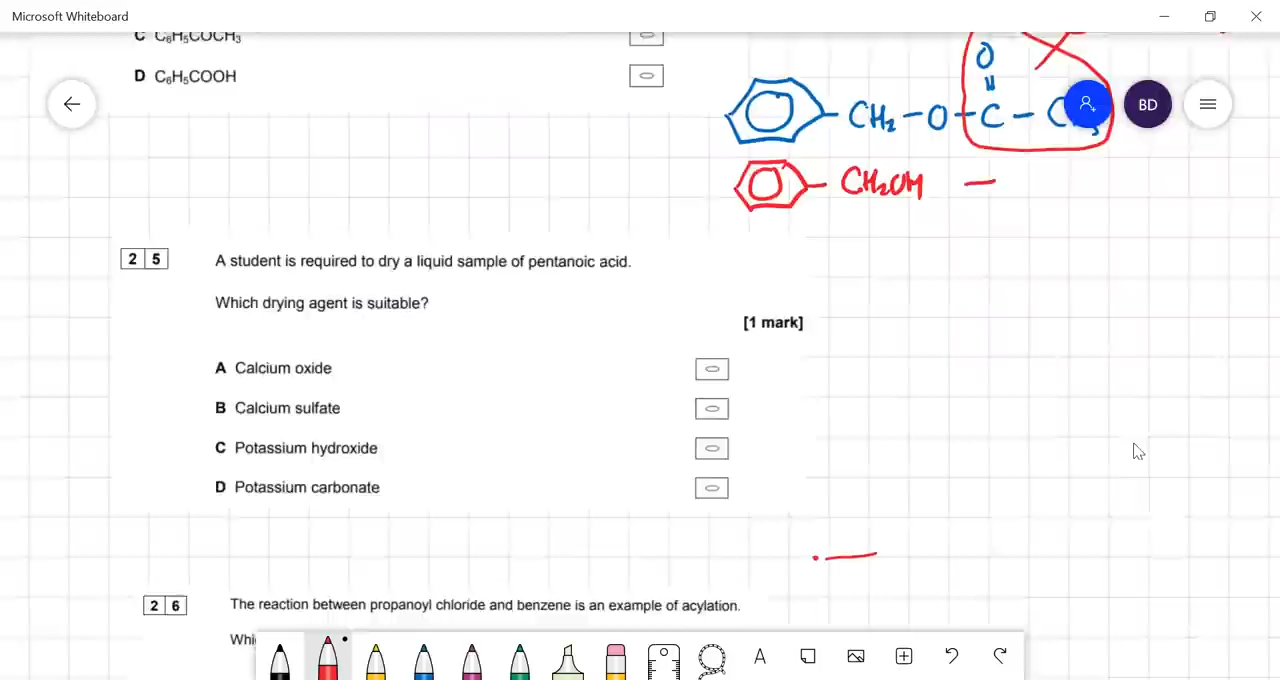 Microsoft Whiteboard
C C₆H₅COCH₃
D C₆H₅COOH
O
CH₂-O-C-
BD
CH₂OH -
2 5 A student is required to dry a liquid sample of pentanoic acid.
Which drying agent is suitable?
[1 mark]
A Calcium oxide
B Calcium sulfate
C Potassium hydroxide
D Potassium carbonate
2 6 The reaction between propanoyl chloride and benzene is an example of acylation.
A